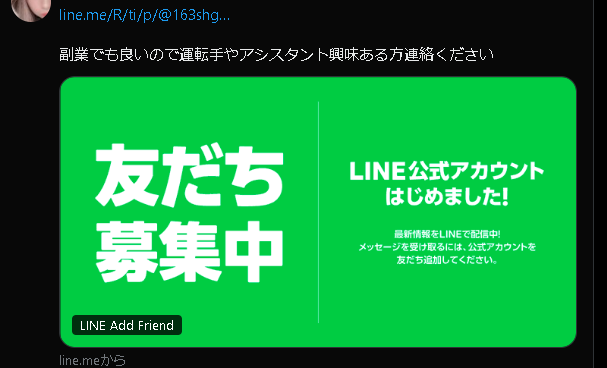 line.me/R/ti/p/@163shg...
副業でも良いので運転手やアシスタント興味ある方連絡ください
友だち
募集中
LINE公式アカウント
はじめました!
最新情報をLINEで配信中!
メッセージを受け取るには、公式アカウントを
友だち追加してください。
LINE Add Friend
line.meから